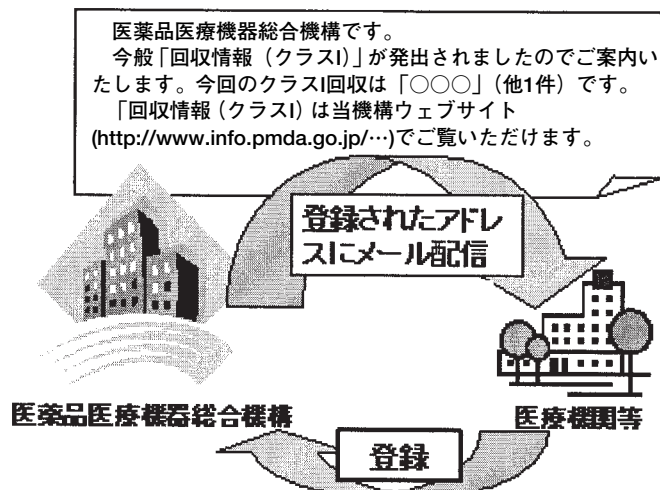 医薬品医療機器総合機構です。
今般「回収情報（クラスI）」が発出されましたのでご案内い
たします。今回のクラスI回収は「○○○」（他1件）です。
「回収情報（クラスI）は当機構ウェブサイト
(http://www.info.pmda.go.jp/…)でご覧いただけます。
登録されたアドレ
スにメール配信
医薬品医療機器総合機構
医療機関等
登録